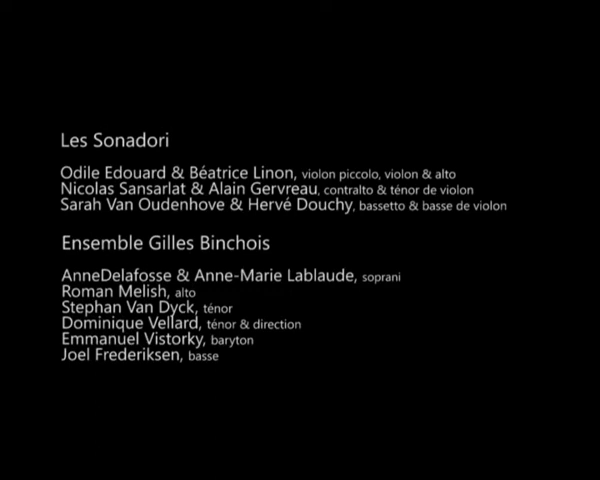 Les Sonadori
Odile Edouard & Béatrice Linon, violon piccolo, violon & alto
Nicolas Sansarlat & Alain Gervreau, contralto & ténor de violon
Sarah Van Oudenhove & Hervé Douchy, bassetto & basse de violon
Ensemble Gilles Binchois
AnneDelafosse & Anne-Marie Lablaude, soprani
Roman Melish, alto
Stephan Van Dyck, ténor
Dominique Vellard, ténor & direction
Emmanuel Vistorky, baryton
Joel Frederiksen, basse